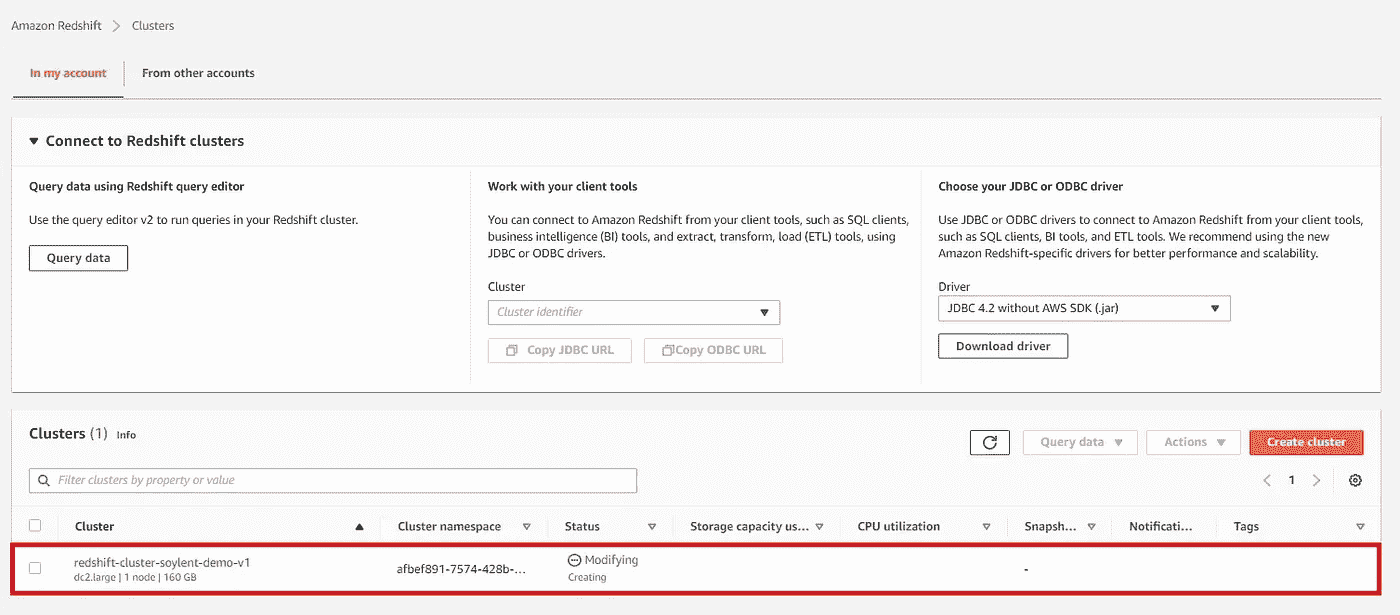 Amazon Redshift > Clusters
In my account
From other accounts
Connect to Redshift clusters
Query data using Redshift query editor
Use the query editor v2 to run queries in your Redshift cluster.
Query data
Work with your client tools
You can connect to Amazon Redshift from your client tools, such as SQL clients,
business intelligence (BI) tools, and extract, transform, load (ETL) tools, using
JDBC or ODBC drivers.
Cluster
Cluster identifier
Copy JDBC URL
Copy ODBC URL
Choose your JDBC or ODBC driver
Use JDBC or ODBC drivers to connect to Amazon Redshift from your client tools,
such as SQL clients, BI tools, and ETL tools. We recommend using the new
Amazon Redshift-specific drivers for better performance and scalability.
Driver
JDBC 4.2 without AWS SDK (.jar)
Download driver
Clusters (1) Info
Query data
Actions
Create cluster
Filter clusters by property or value
< 1 >
Cluster
Cluster namespace
Status
Storage capacity us...
CPU utilization
Snapsh...
Notificati...
Tags
redshift-cluster-soylent-demo-v1
dc2.large | 1 node | 160 GB
afbef891-7574-428b-...
Modifying
Creating
-